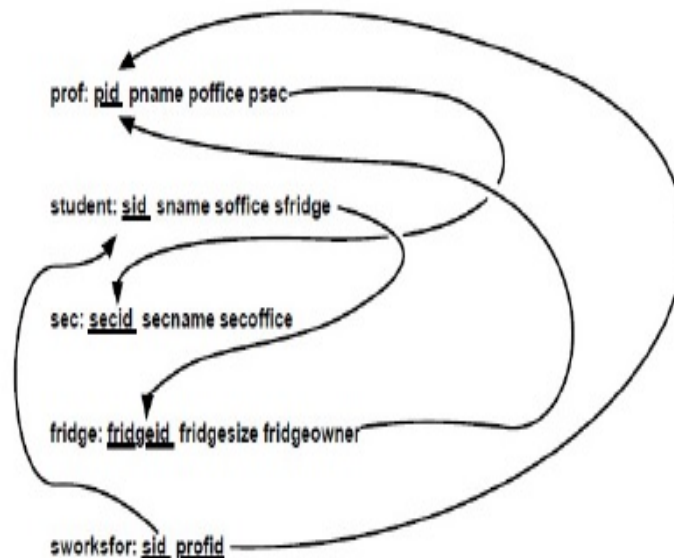 prof: pid pname poffice psec
student: sid sname soffice sfridge
sec: secid secname secoffice
fridge: fridgeid fridgesize fridgeowner
sworksfor: sid profid